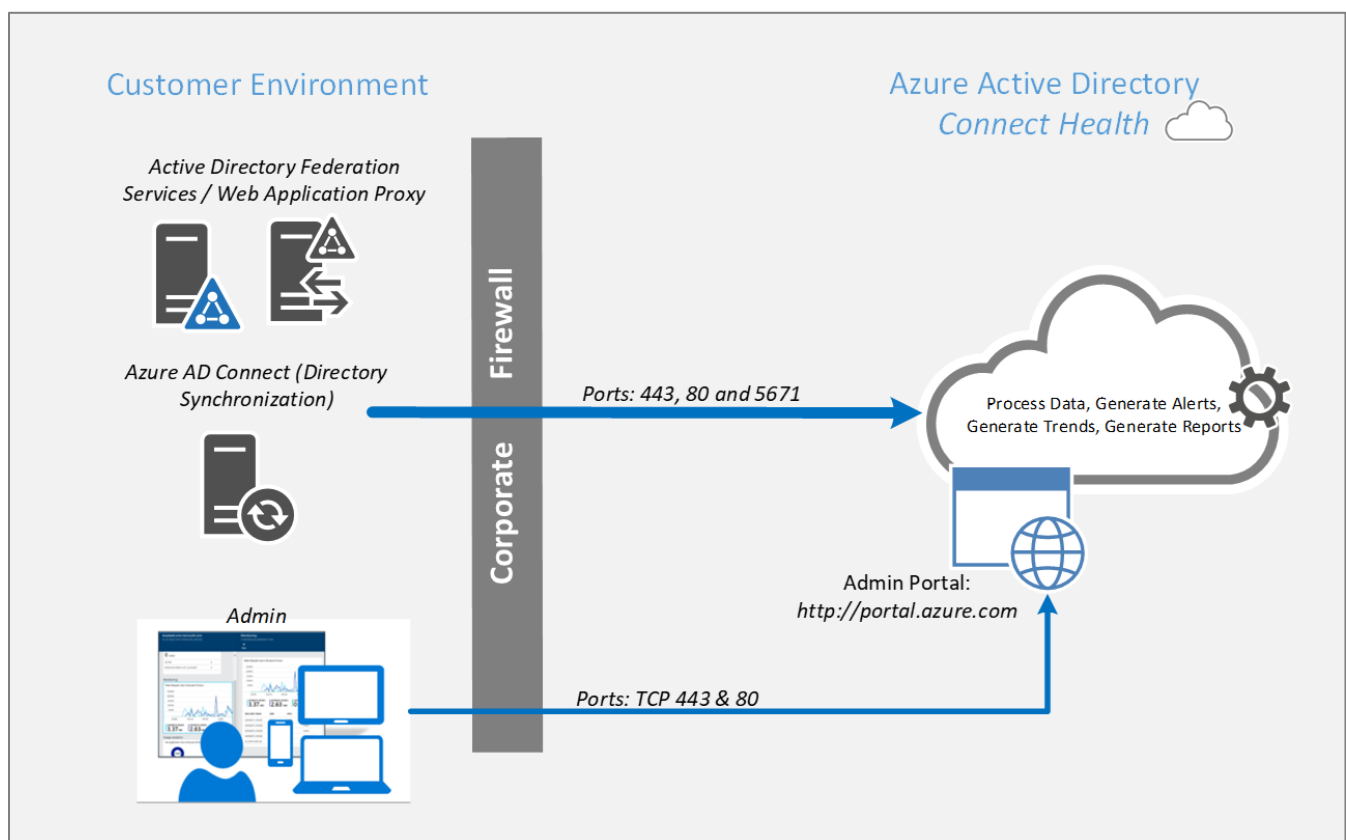 Customer Environment
Azure Active Directory
Connect Health
Active Directory Federation
Services / Web Application Proxy
Azure AD Connect (Directory
Synchronization)
Corporate Firewall
Ports: 443, 80 and 5671
Process Data, Generate Alerts,
Generate Trends, Generate Reports
Admin Portal:
http://portal.azure.com
Admin
Monitoring
Ports: TCP 443 & 80